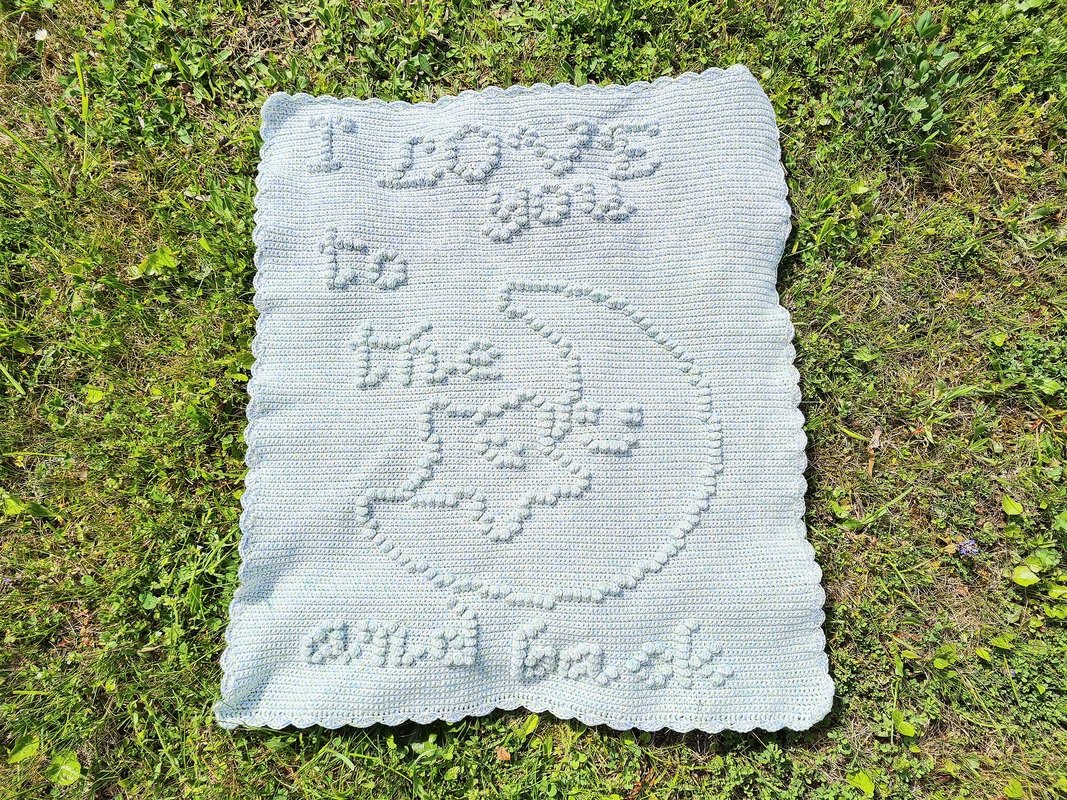 I LOVE
you
to
the
and back